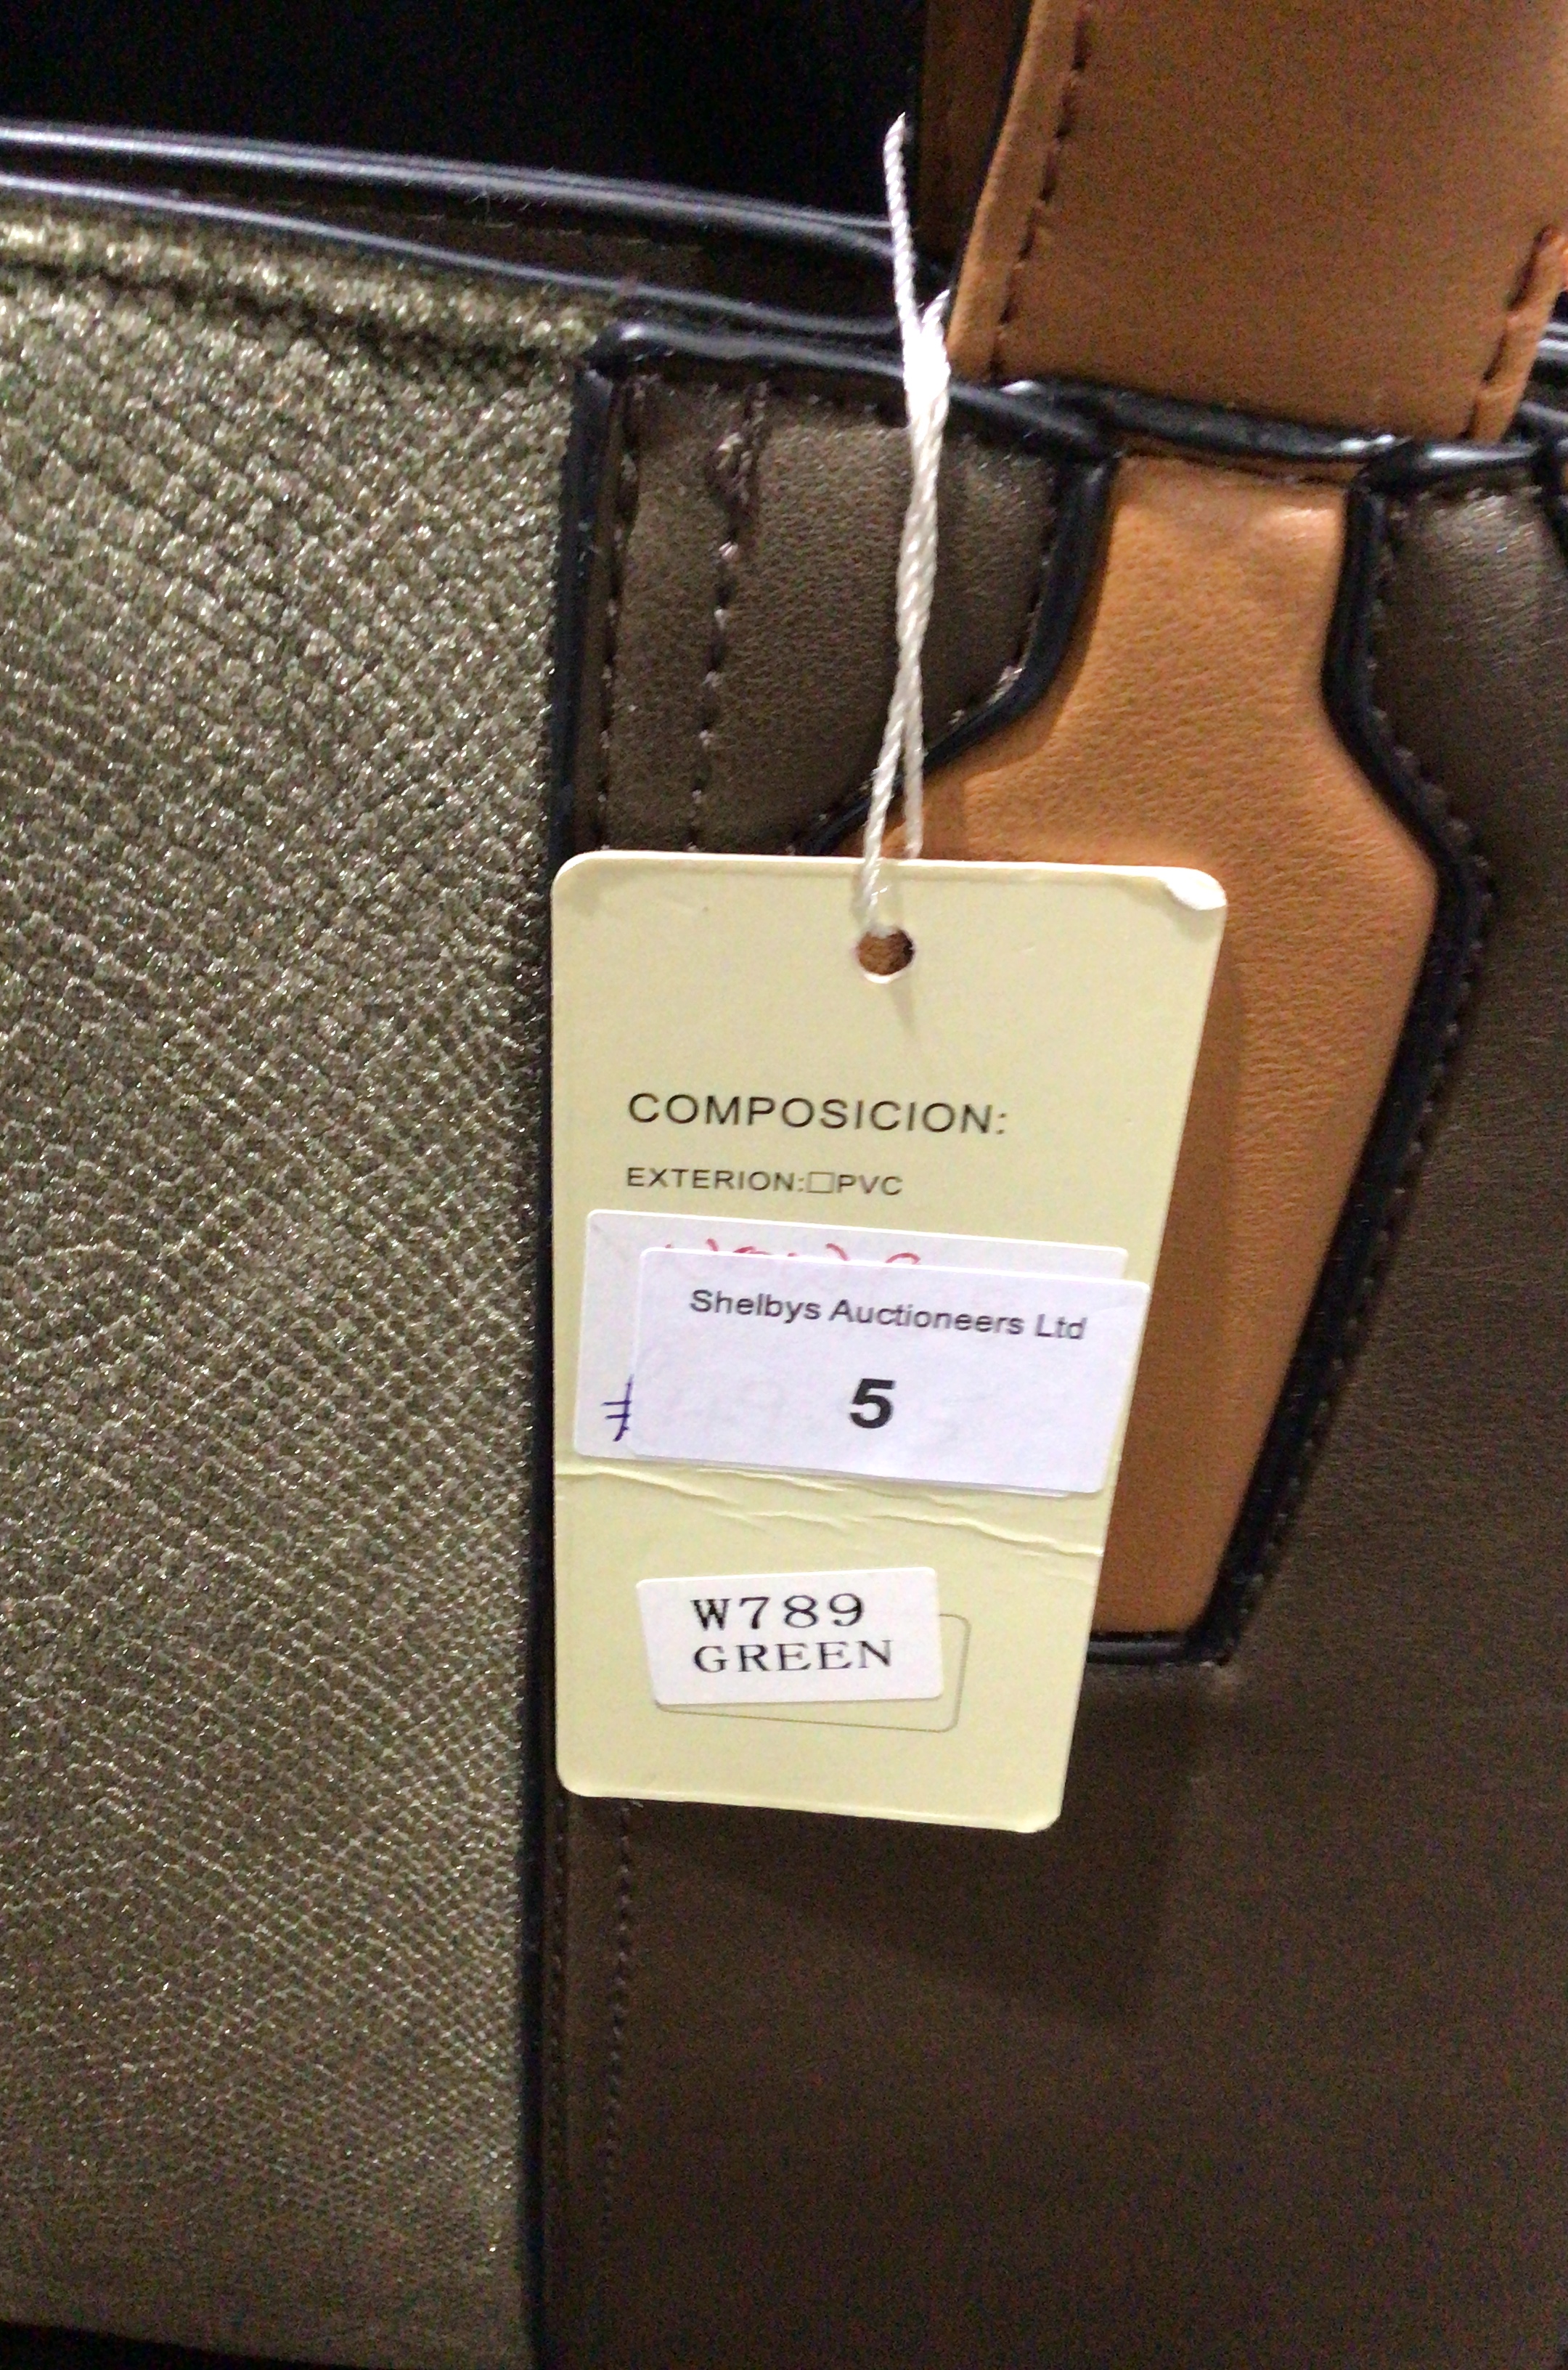 COMPOSICION:
EXTERION:□PVC
Shelbys Auctioneers Ltd
5
#
W789
GREEN